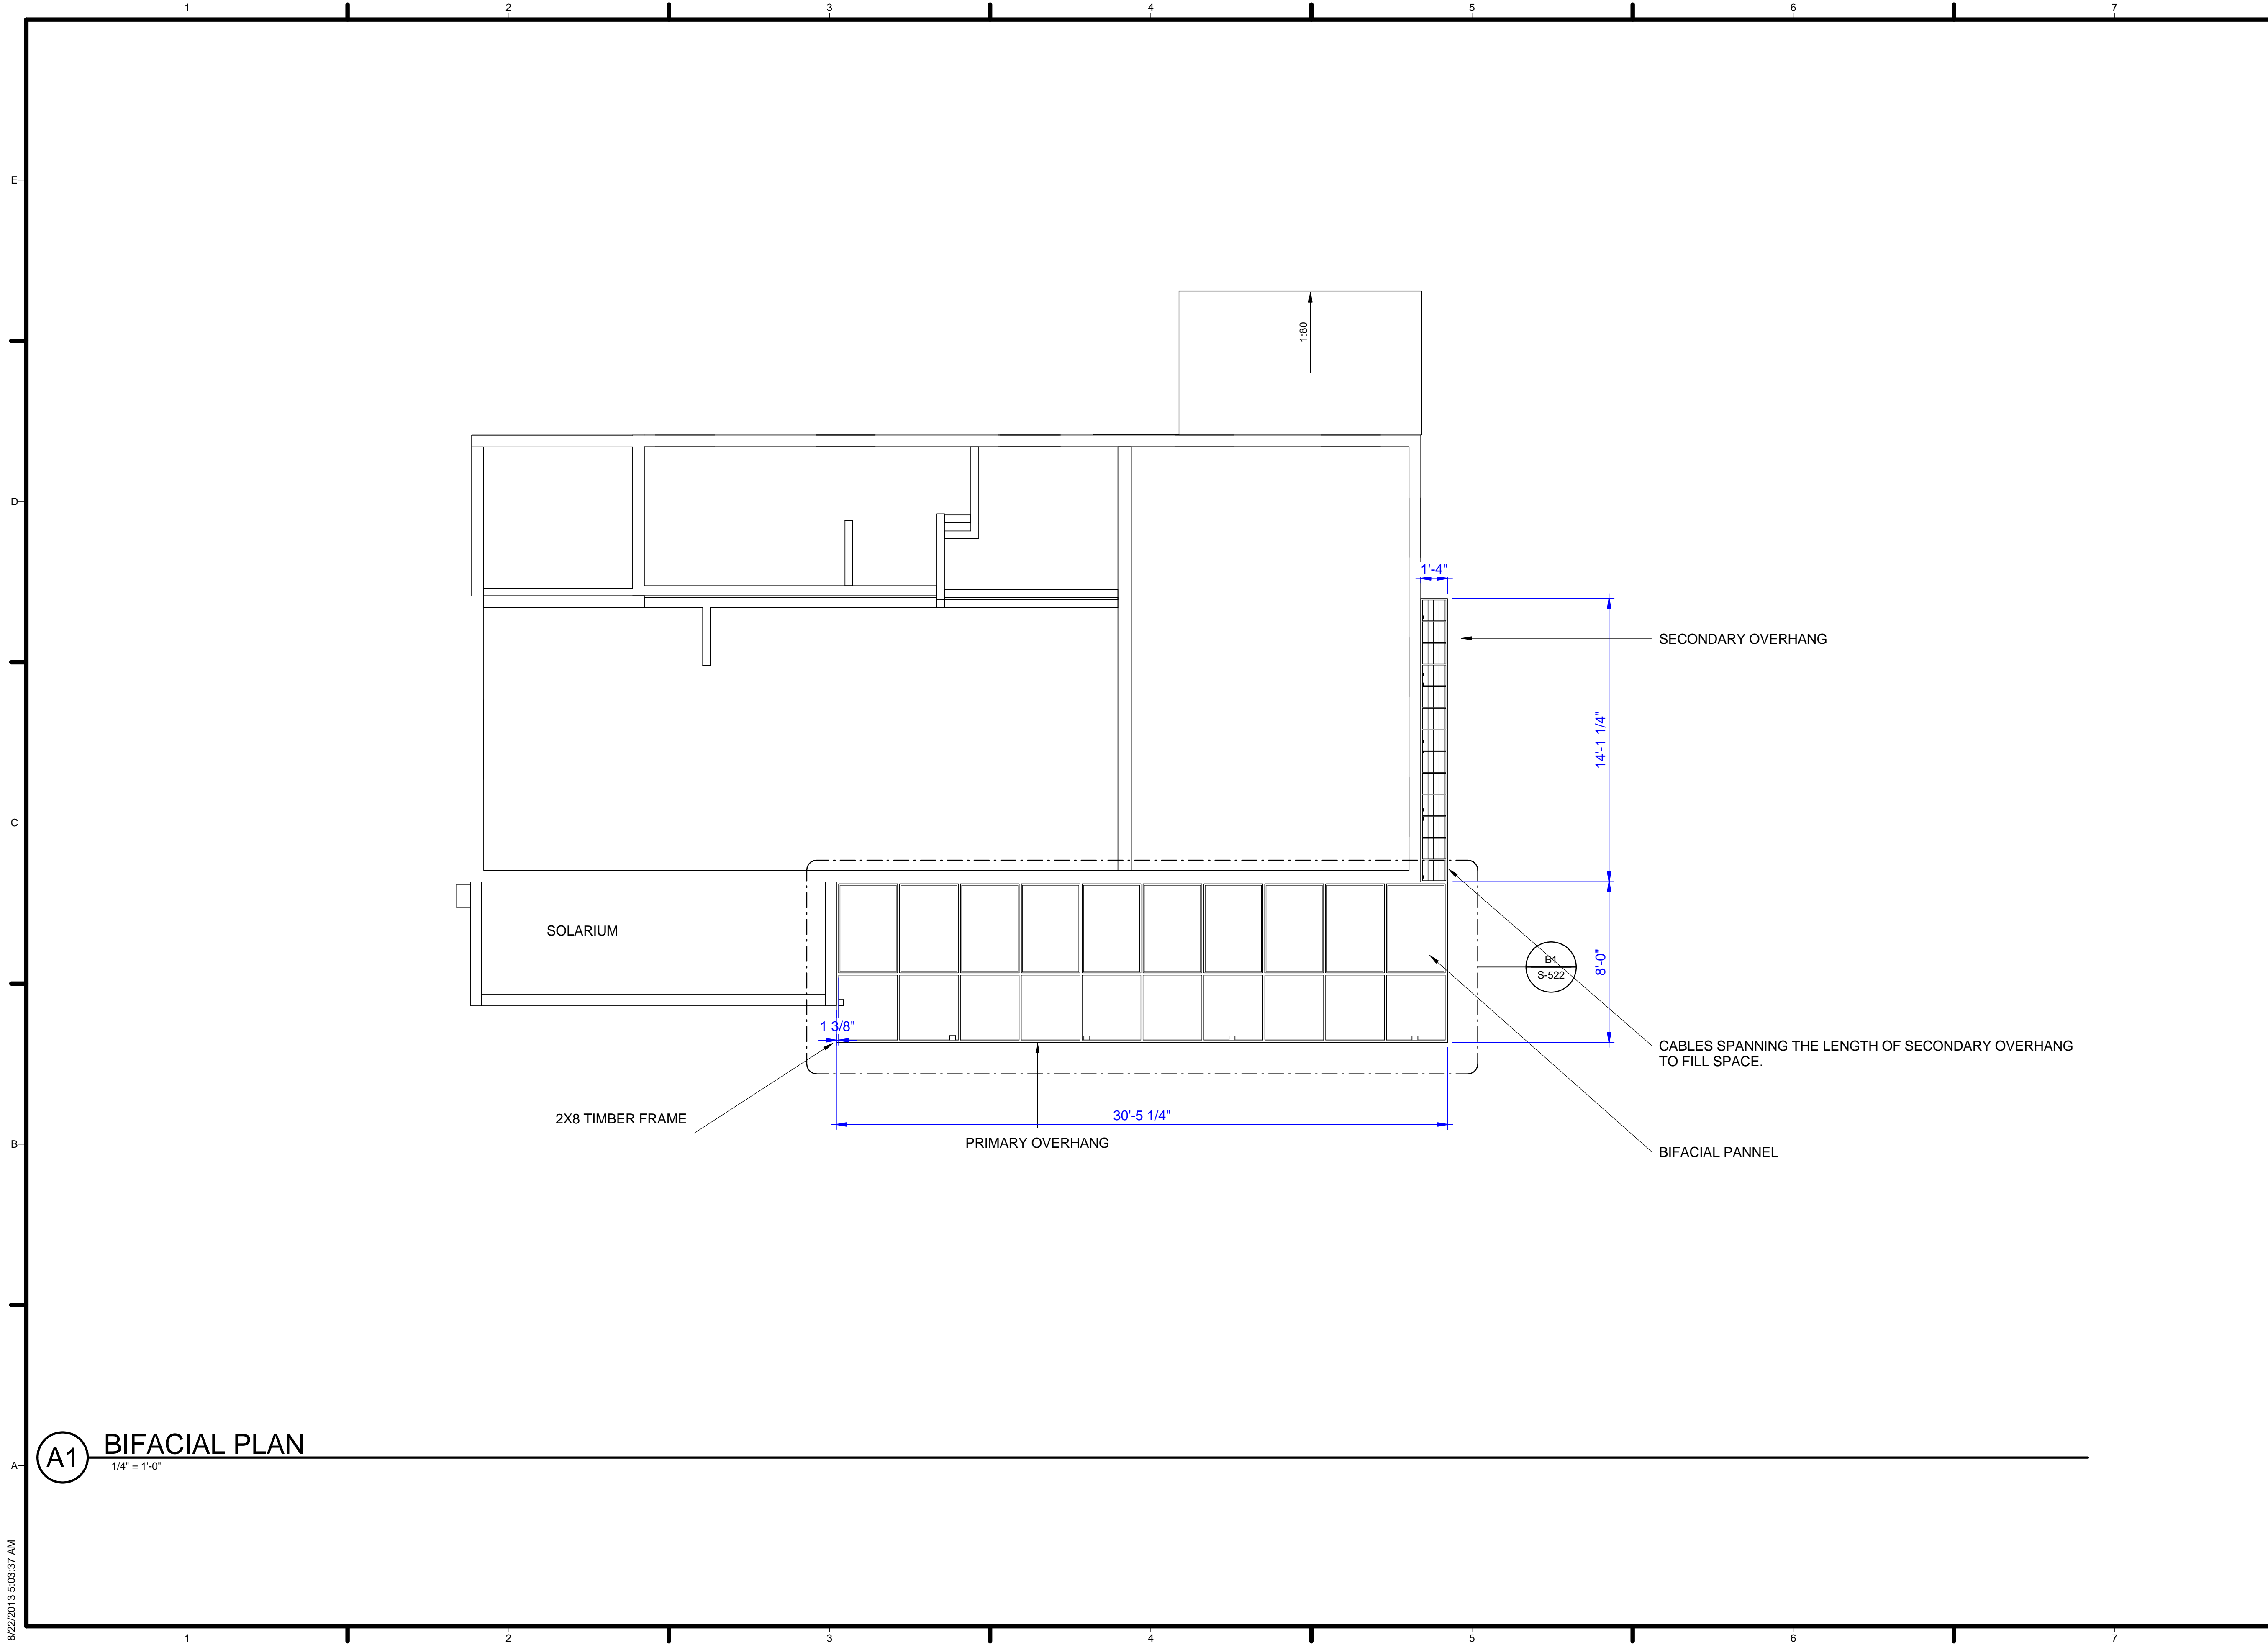 1 2 3 4 5 6 7
E
1:80
D
1'-4"
SECONDARY OVERHANG
14'-1 1/4"
C
SOLARIUM
B1
S-522
8'-0"
1 3/8"
CABLES SPANNING THE LENGTH OF SECONDARY OVERHANG
TO FILL SPACE.
2X8 TIMBER FRAME
30'-5 1/4"
B
PRIMARY OVERHANG
BIFACIAL PANNEL
A1
BIFACIAL PLAN
1/4" = 1'-0"
A
8/22/2013 5:03:37 AM
1 2 3 4 5 6 7